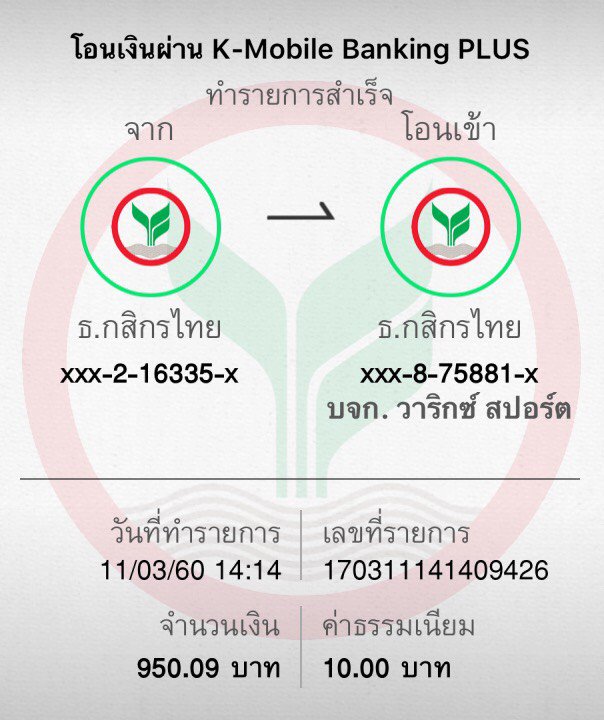 โอนเงินผ่าน K-Mobile Banking PLUS
ทำรายการสำเร็จ
จาก
โอนเข้า
ธ.กสิกรไทย
ธ.กสิกรไทย
xxx-2-16335-x
xxx-8-75881-x
บจก. วาริกซ์ สปอร์ต
วันที่ทำรายการ
เลขที่รายการ
11/03/60 14:14
170311141409426
จำนวนเงิน
ค่าธรรมเนียม
950.09 บาท
10.00 บาท